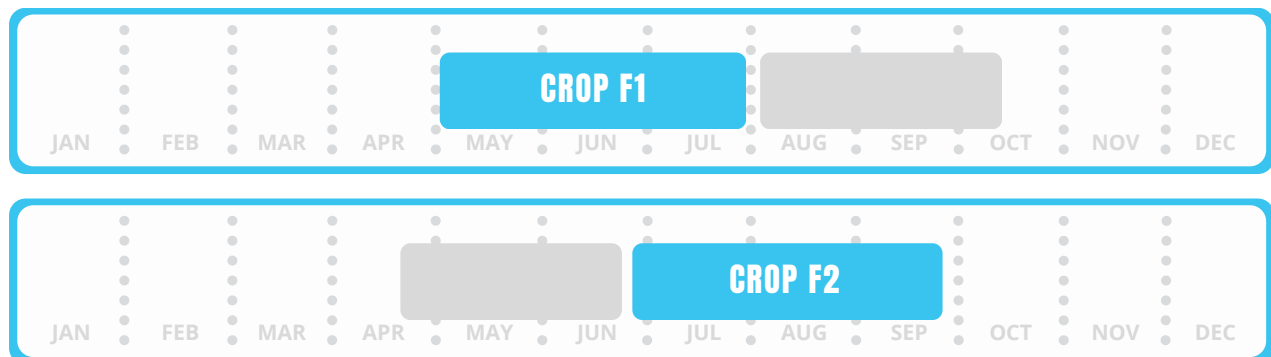 CROP F1
JAN FEB MAR APR MAY JUN JUL AUG SEP OCT NOV DEC
CROP F2
JAN FEB MAR APR MAY JUN JUL AUG SEP OCT NOV DEC